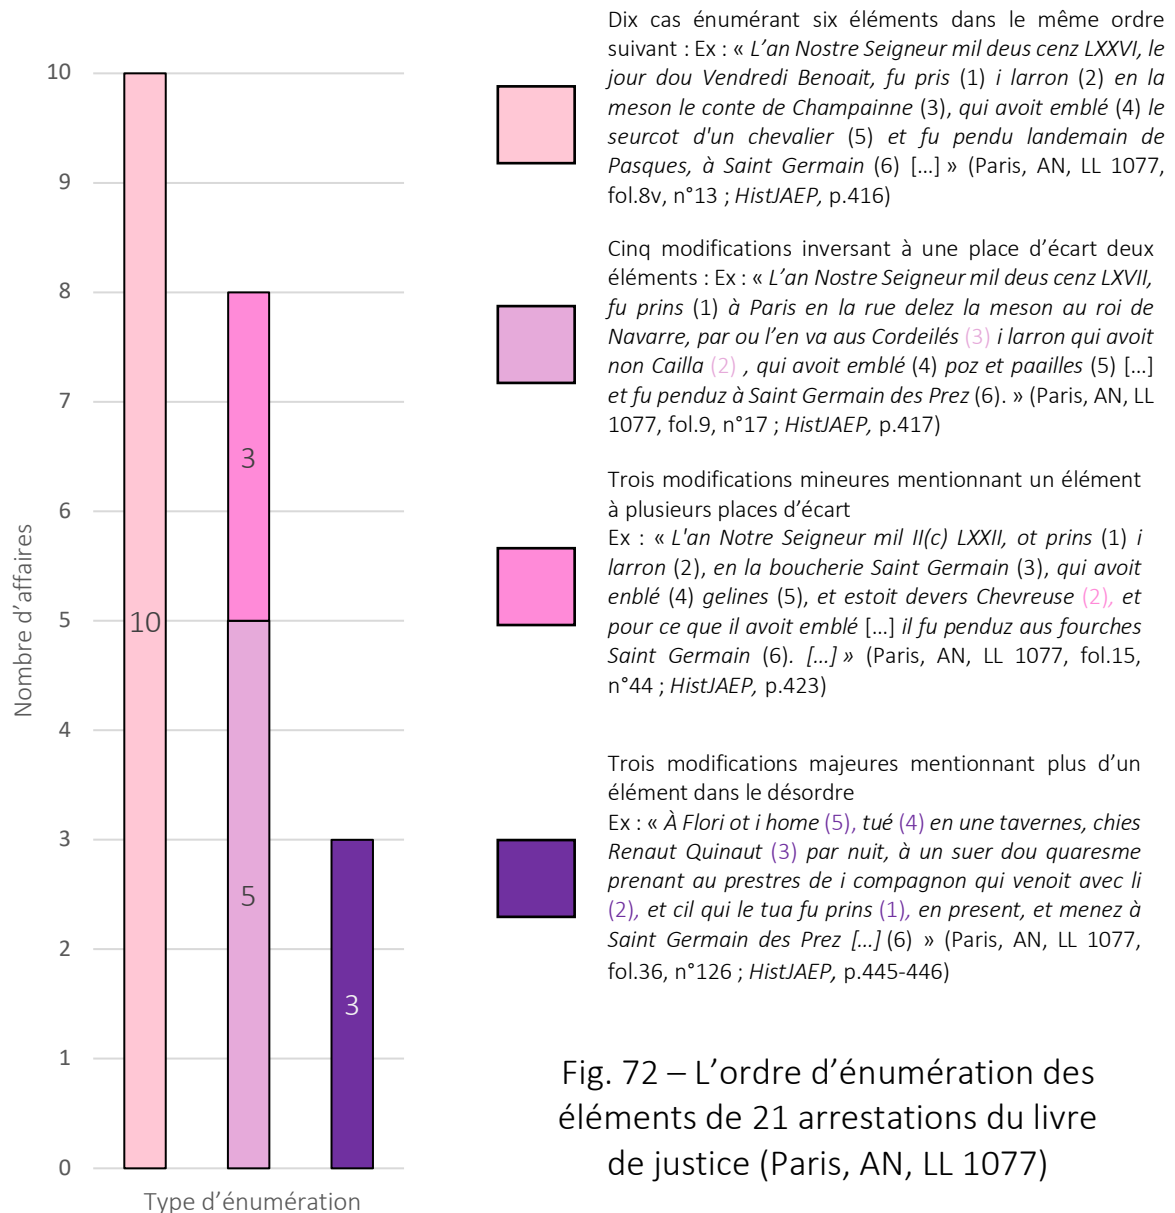 Dix cas énumérant six éléments dans le même ordre
suivant : Ex : « L’an Nostre Seigneur mil deus cenz LXXVI, le
jour dou Vendredi Benoait, fu pris (1) i larron (2) en la
meson le conte de Champainne (3), qui avoit emblé (4) le
seurcot d'un chevalier (5) et fu pendu landemain de
Pasques, à Saint Germain (6) […] » (Paris, AN, LL 1077,
fol.8v, n°13 ; HistJAEP, p.416)
Cinq modifications inversant à une place d’écart deux
éléments : Ex : « L’an Nostre Seigneur mil deus cenz LXVII,
fu prins (1) à Paris en la rue delez la meson au roi de
Navarre, par ou l’en va aus Cordeilés (3) i larron qui avoit
non Cailla (2) , qui avoit emblé (4) poz et paailles (5) […]
et fu penduz à Saint Germain des Prez (6). » (Paris, AN, LL
1077, fol.9, n°17 ; HistJAEP, p.417)
Trois modifications mineures mentionnant un élément
à plusieurs places d’écart
Ex : « L'an Notre Seigneur mil II(c) LXXII, ot prins (1) i
larron (2), en la boucherie Saint Germain (3), qui avoit
enblé (4) gelines (5), et estoit devers Chevreuse (2), et
pour ce que il avoit emblé […] il fu penduz aus fourches
Saint Germain (6). […] » (Paris, AN, LL 1077, fol.15,
n°44 ; HistJAEP, p.423)
Trois modifications majeures mentionnant plus d’un
élément dans le désordre
Ex : « À Flori ot i home (5), tué (4) en une tavernes, chies
Renaut Quinaut (3) par nuit, à un suer dou quaresme
prenant au prestres de i compagnon qui venoit avec li
(2), et cil qui le tua fu prins (1), en present, et menez à
Saint Germain des Prez […] (6) » (Paris, AN, LL 1077,
fol.36, n°126 ; HistJAEP, p.445-446)
Nombre d’affaires
10
9
8
7
6
5
4
3
2
1
0
10
3
5
3
Type d’énumération
Fig. 72 – L’ordre d’énumération des
éléments de 21 arrestations du livre
de justice (Paris, AN, LL 1077)